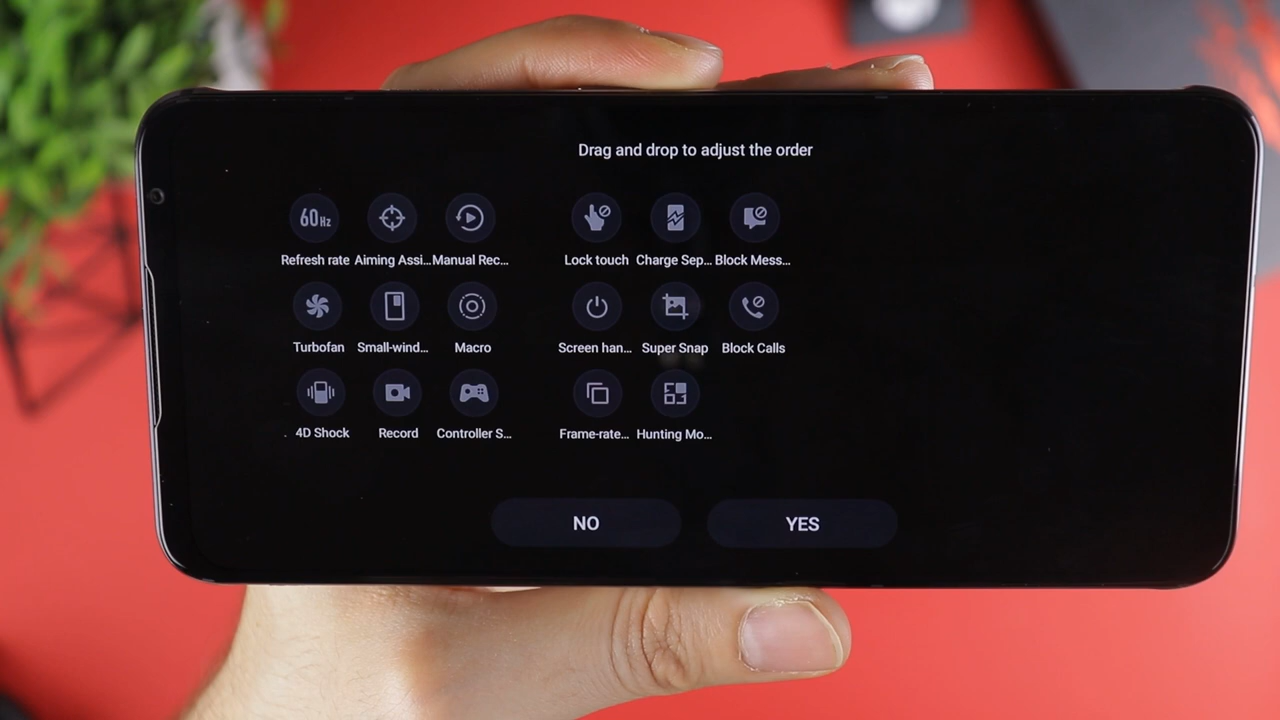 Drag and drop to adjust the order
60Hz
Refresh rate Aiming Assi... Manual Rec... Lock touch Charge Sep... Block Mess...
Turbofan Small-wind... Macro Screen han... Super Snap Block Calls
4D Shock Record Controller S... Frame-rate... Hunting Mo...
NO YES